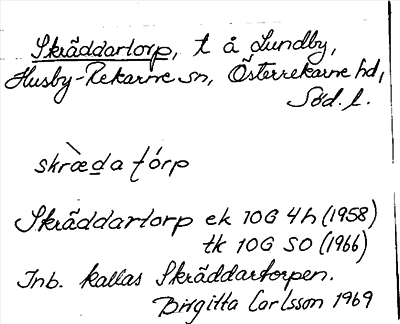 Skräddartorp, t å Lundby,
Husby-Rekarne sn, Österrekarne hd,
Söd. l.
skræ̀da tórp
Skräddartorp ek 10G 4h (1958)
tk 10G SO (1966)
Inb. kallas Skräddartorpen.
Birgitta Carlsson 1969